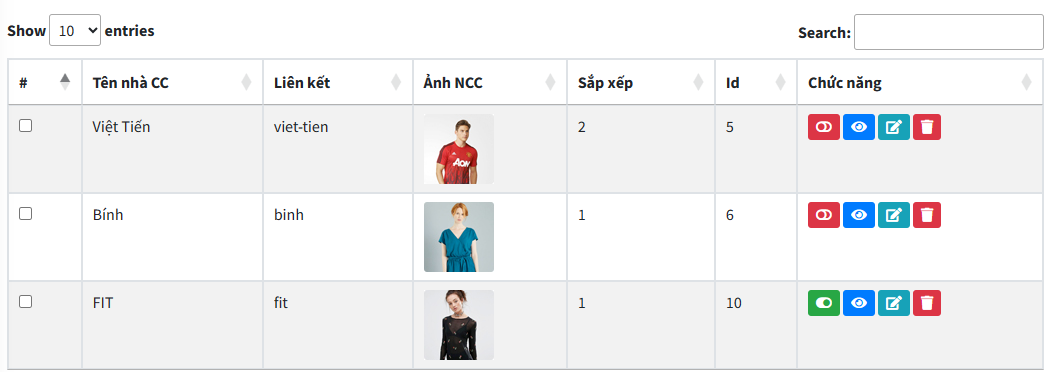 Show 10 entries
Search:
# Tên nhà CC Liên kết Ảnh NCC Sắp xếp Id Chức năng
Việt Tiến viet-tien AON 2 5
Bính binh 1 6
FIT fit 1 10